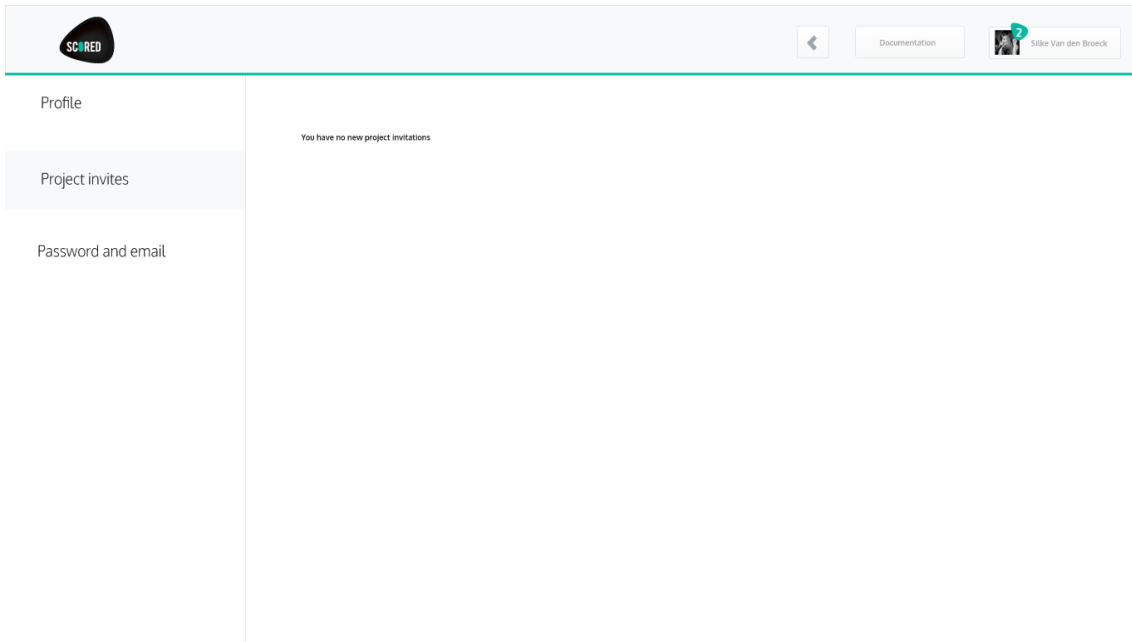 SCORED
Documentation
2
Silke Van den Broeck
Profile
You have no new project invitations
Project invites
Password and email